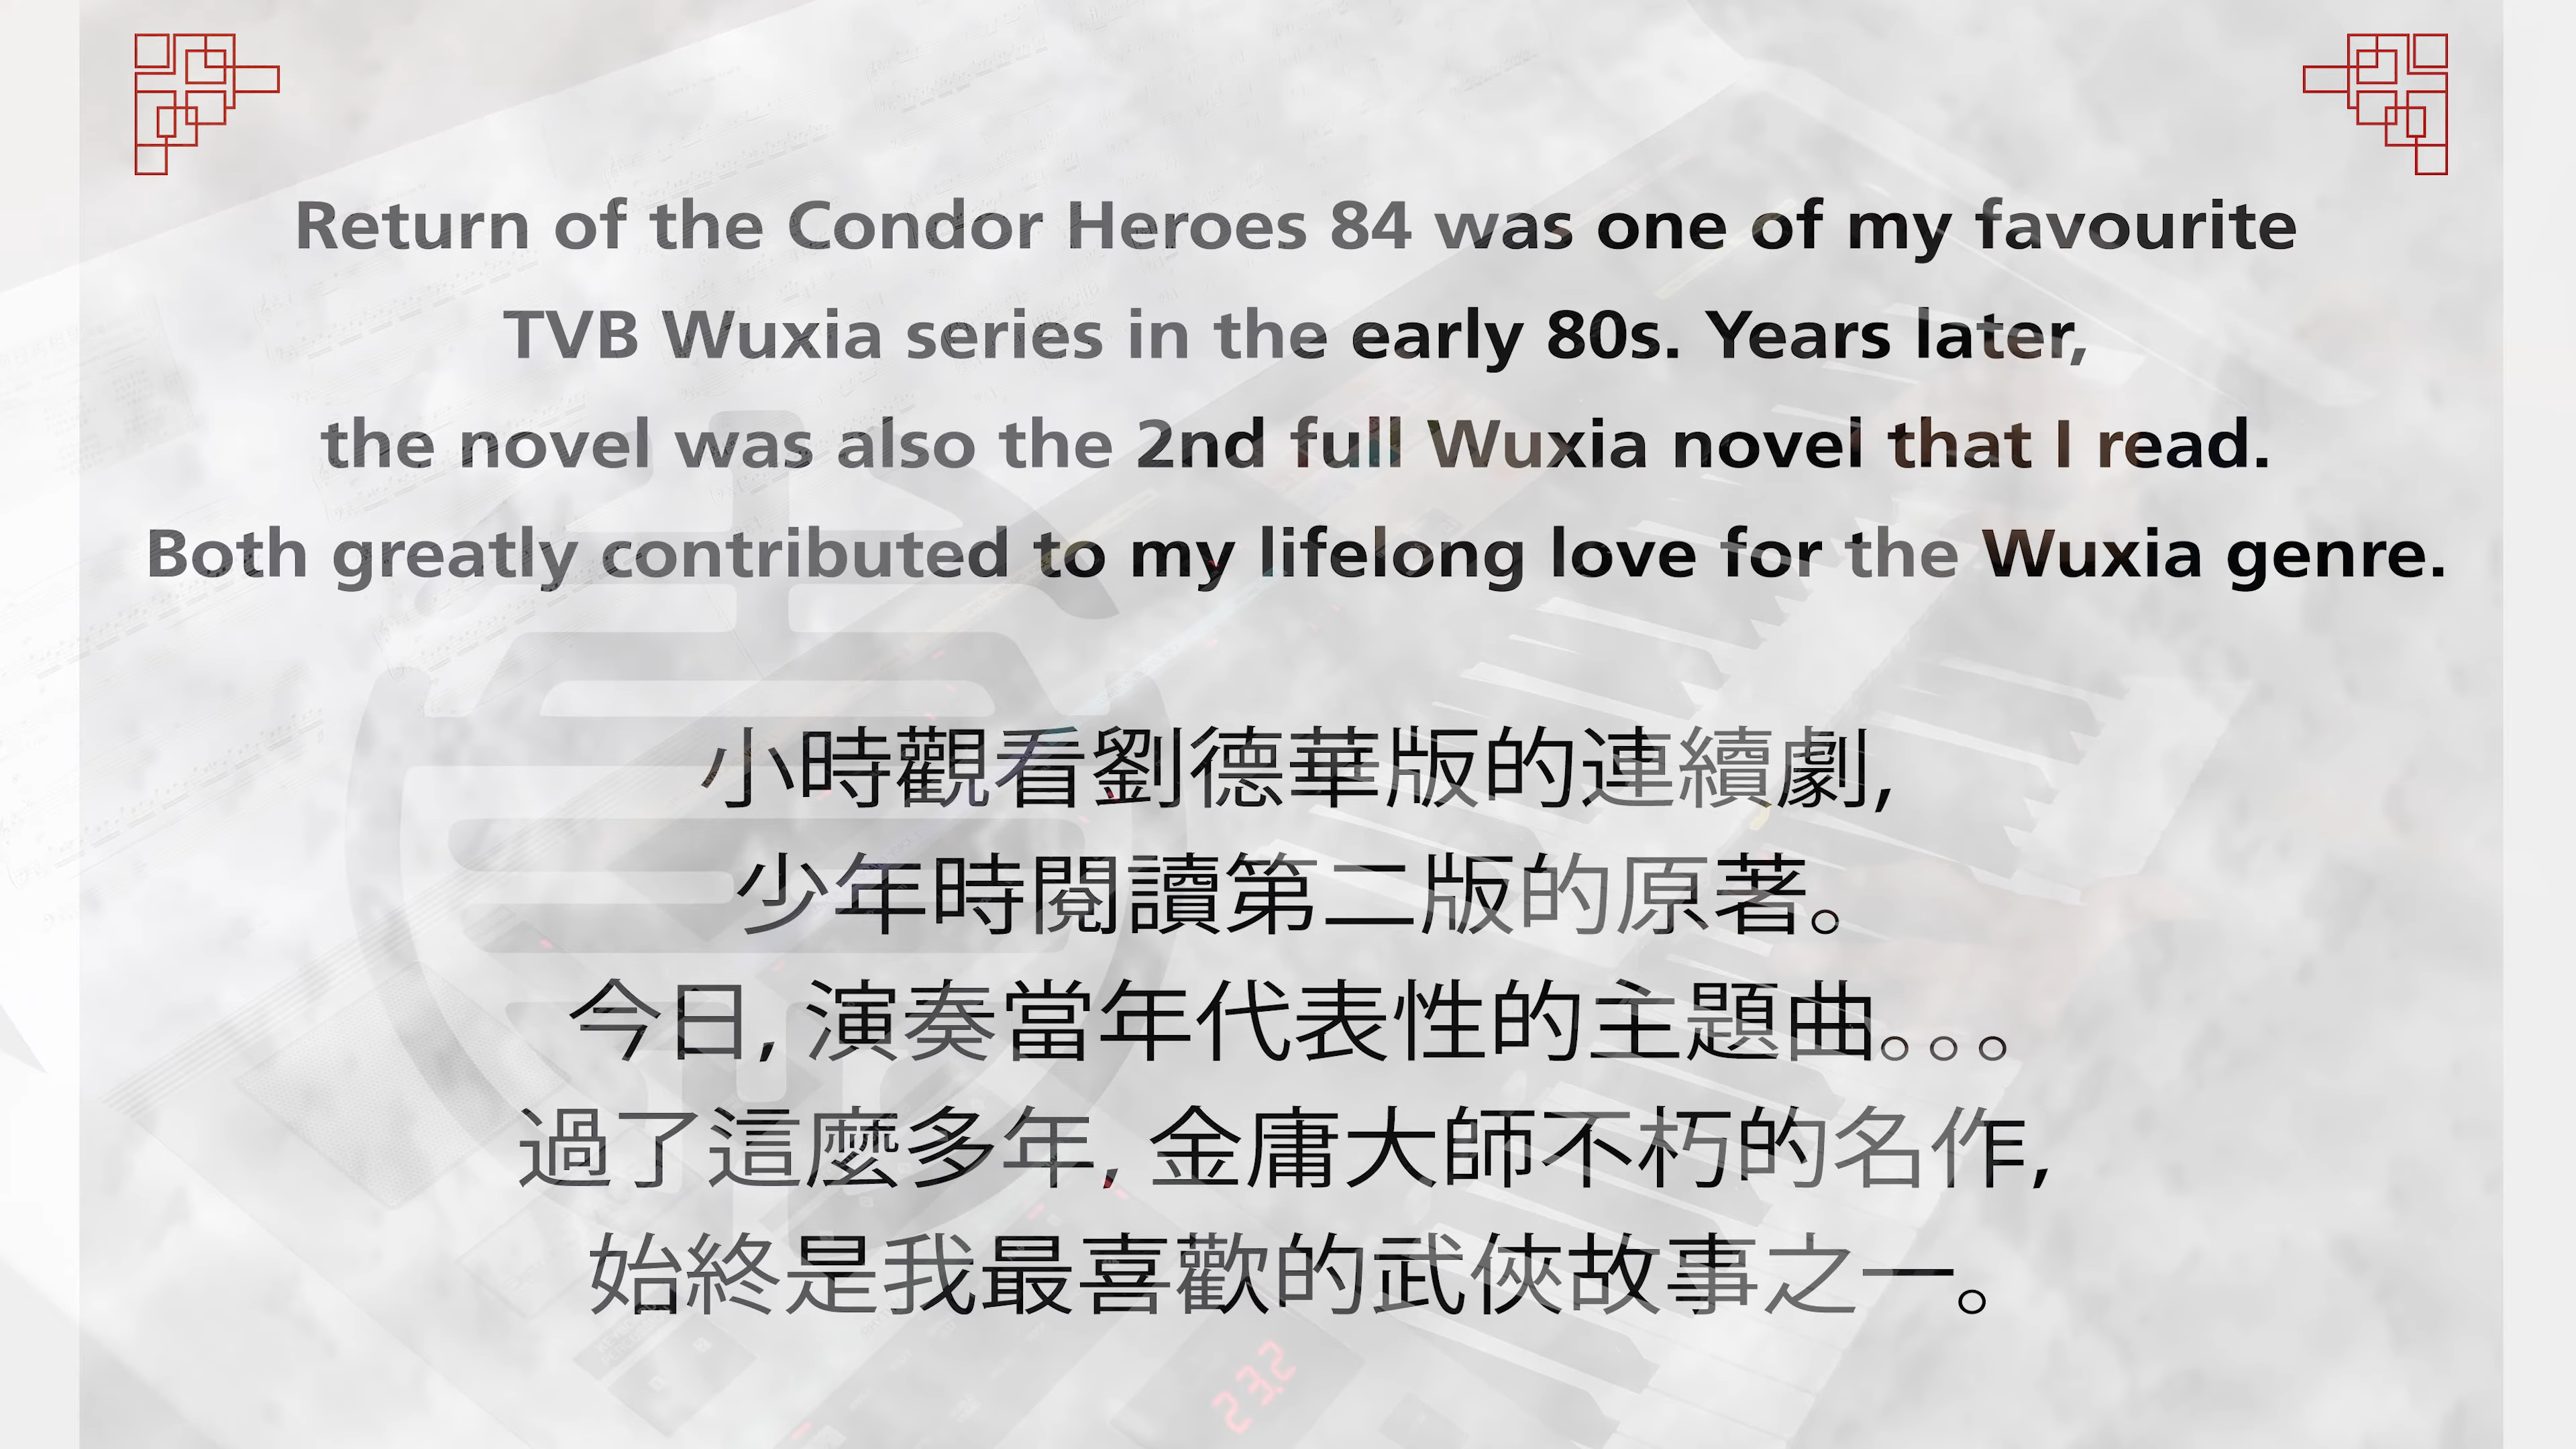 Return of the Condor Heroes 84 was one of my favourite
TVB Wuxia series in the early 80s. Years later,
the novel was also the 2nd full Wuxia novel that I read.
Both greatly contributed to my lifelong love for the Wuxia genre.
小時觀看劉德華版的連續劇,
少年時閱讀第二版的原著。
今日, 演奏當年代表性的主題曲。。。
過了這麼多年, 金庸大師不朽的名作,
始終是我最喜歡的武俠故事之一。
232